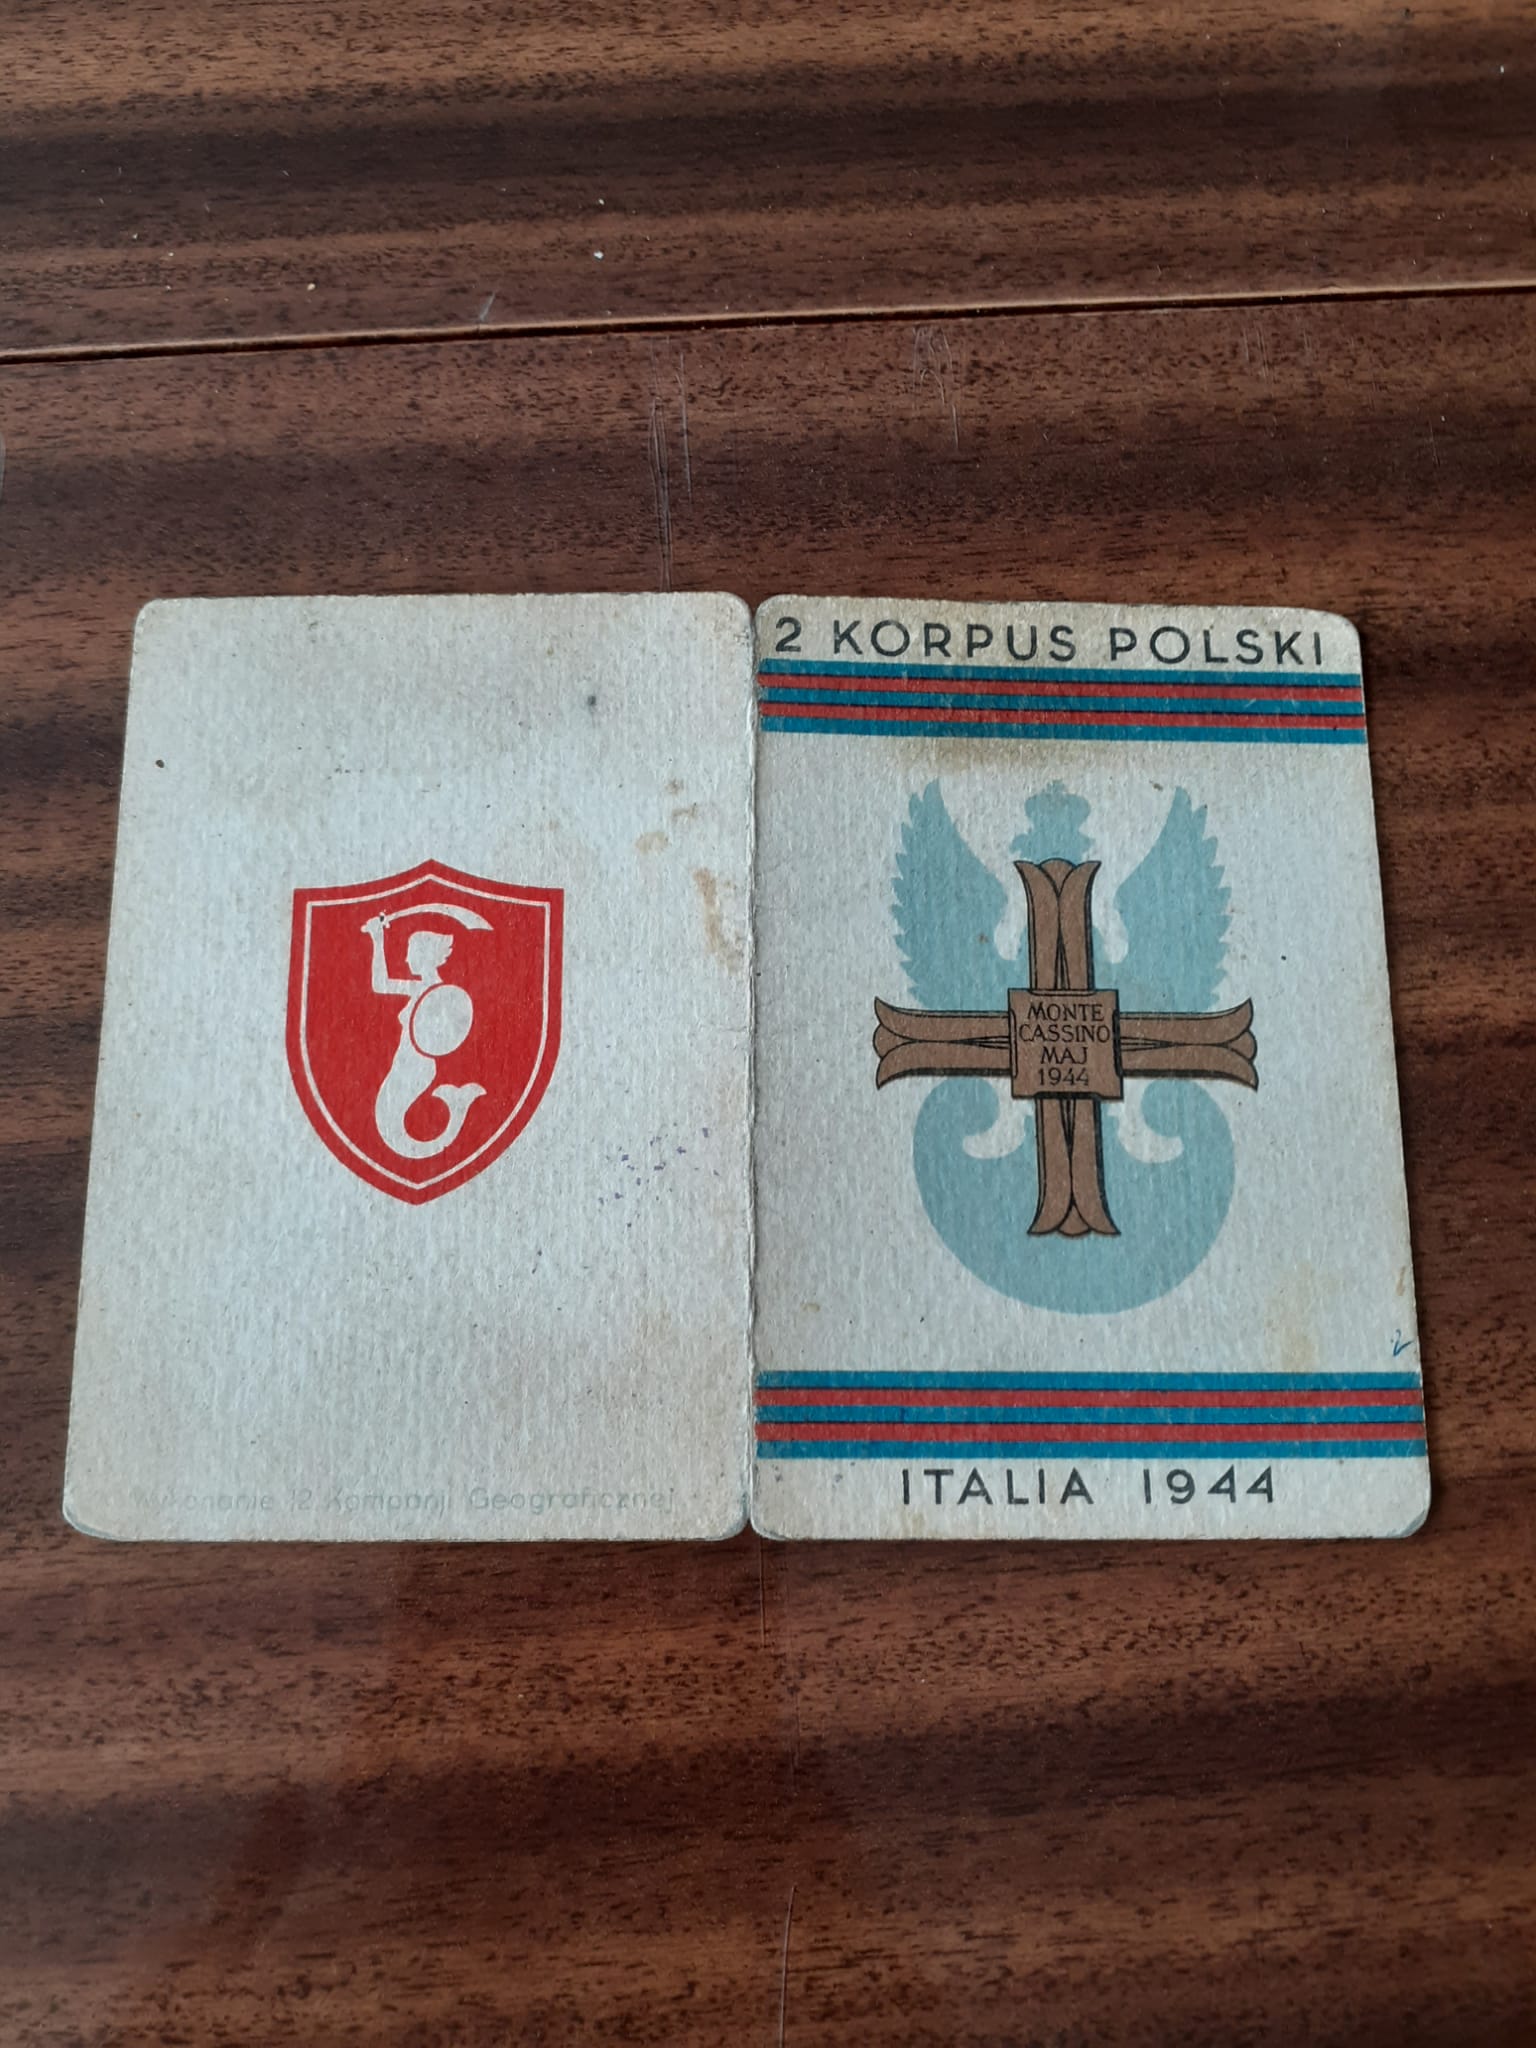 Wykonanie 12 Kompanji Geograficznej
2 KORPUS POLSKI
MONTE
CASSINO
MAJ
1944
ITALIA 1944